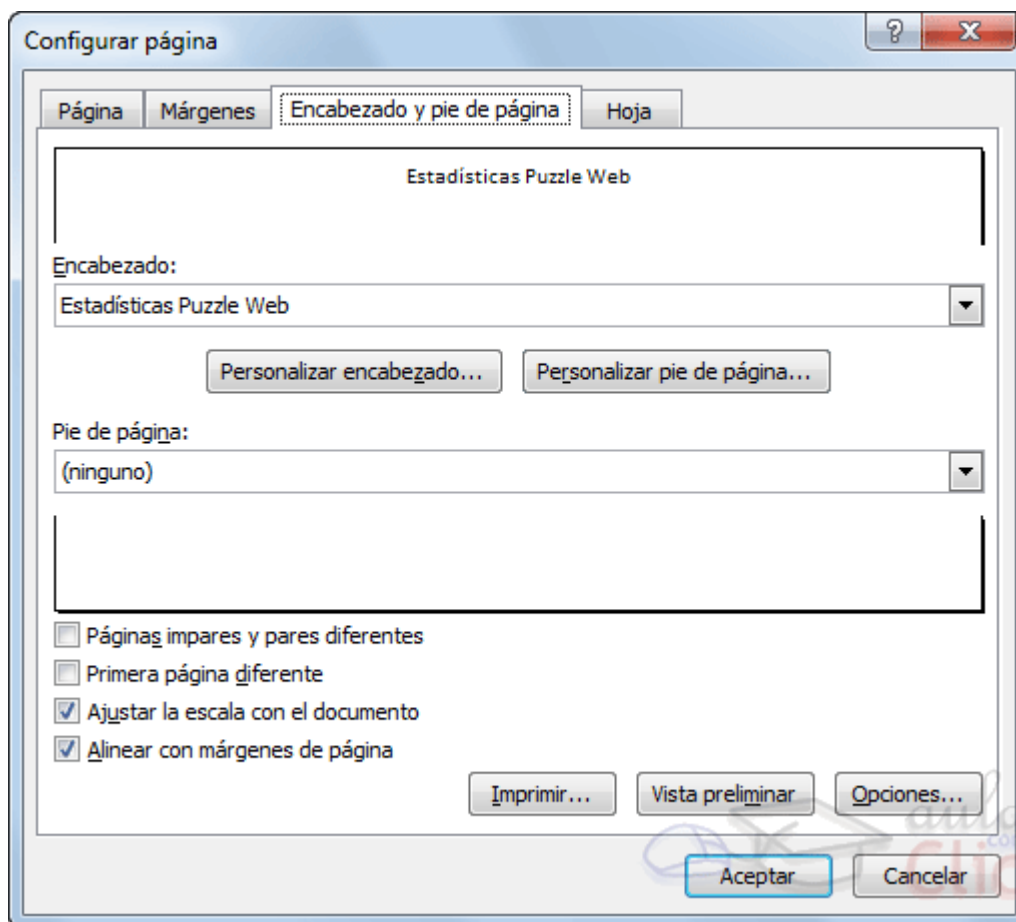 Configurar página
Página Márgenes Encabezado y pie de página Hoja
Estadísticas Puzzle Web
Encabezado:
Estadísticas Puzzle Web
Personalizar encabezado... Personalizar pie de página...
Pie de página:
(ninguno)
Páginas impares y pares diferentes
Primera página diferente
Ajustar la escala con el documento
Alinear con márgenes de página
Imprimir... Vista preliminar Opciones...
aula
Clic
Aceptar Cancelar